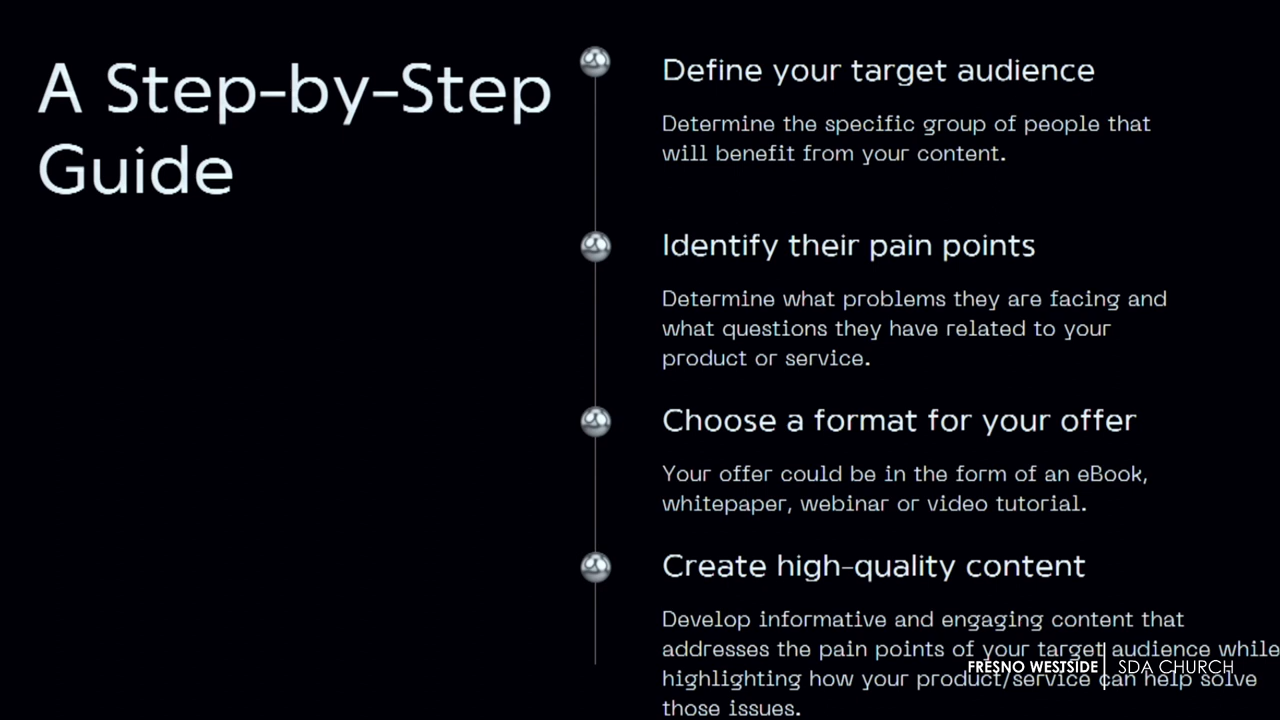 A Step-by-Step
Guide
Define your target audience
Determine the specific group of people that
will benefit from your content.
Identify their pain points
Determine what problems they are facing and
what questions they have related to your
product or service.
Choose a format for your offer
Your offer could be in the form of an eBook,
whitepaper, webinar or video tutorial.
Create high-quality content
Develop informative and engaging content that
addresses the pain points of your target audience while
highlighting how your product/service can help solve
those issues.
FRESNO WESTSIDE | SDA CHURCH